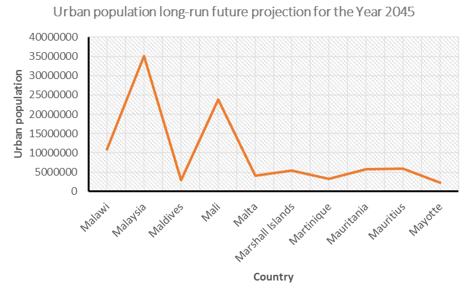 Urban population long-run future projection for the Year 2045
Urban population
40000000
35000000
30000000
25000000
20000000
15000000
10000000
5000000
0
Malawi
Malaysia
Maldives
Mali
Malta
Marshall Islands
Martinique
Mauritania
Mauritius
Mayotte
Country